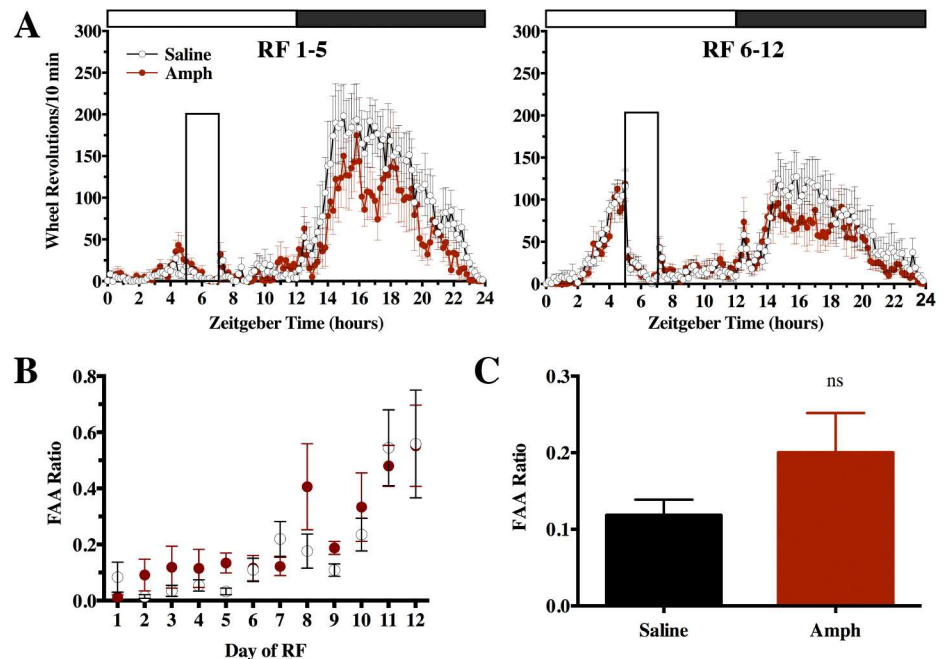 A
RF 1-5
RF 6-12
Saline
Amph
Wheel Revolutions/10 min
300
250
200
150
100
50
0
0 2 4 6 8 10 12 14 16 18 20 22 24
Zeitgeber Time (hours)
300
250
200
150
100
50
0
0 2 4 6 8 10 12 14 16 18 20 22 24
Zeitgeber Time (hours)
B
FAA Ratio
0.8
0.6
0.4
0.2
0.0
1 2 3 4 5 6 7 8 9 10 11 12
Day of RF
C
FAA Ratio
0.3
0.2
0.1
0.0
ns
Saline Amph